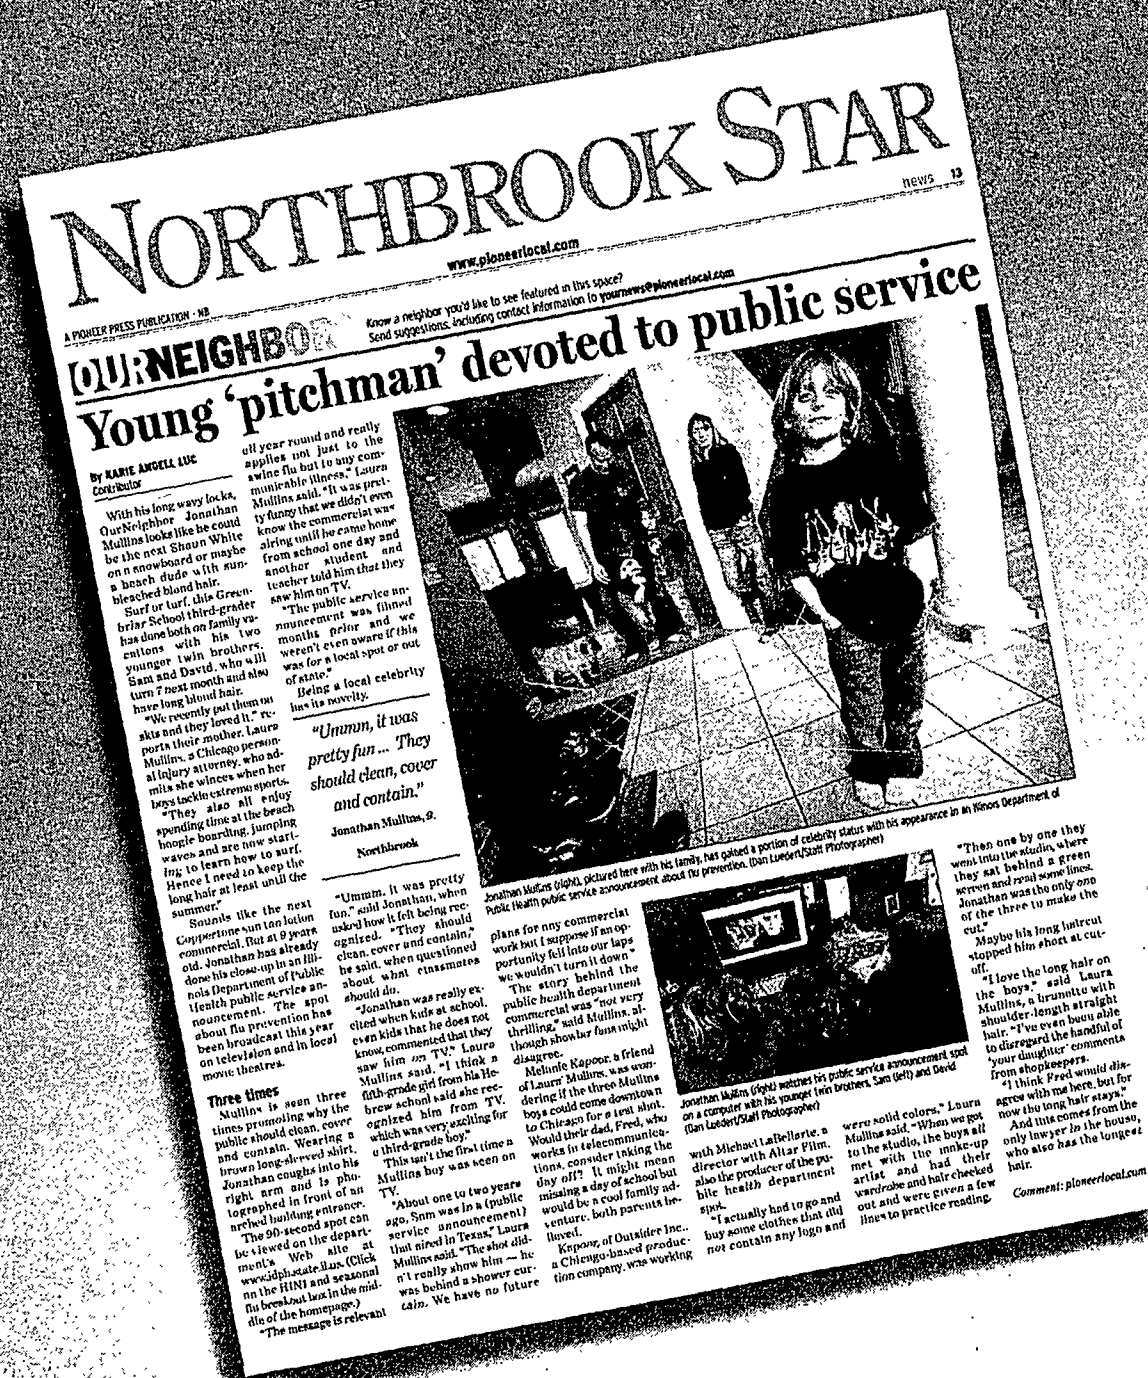 NORTHBROOK STAR
news 13
www.pioneerlocal.com
A PIONEER PRESS PUBLICATION · NB
OURNEIGHBOR
Know a neighbor you'd like to see featured in this space?
Send suggestions, including contact information to yournews@pioneerlocal.com
Young 'pitchman' devoted to public service
By KARIE ANGELL LUC
Contributor
With his long wavy locks,
OurNeighbor Jonathan
Mullins looks like he could
be the next Shaun White
on a snowboard or maybe
a beach dude with sun-
bleached blond hair.
Surf or turf, this Green-
briar School third-grader
has done both on family va-
cations with his two
younger twin brothers,
Sam and David, who will
turn 7 next month and also
have long blond hair.
"We recently put them on
skis and they loved it," re-
ports their mother, Laura
Mullins, a Chicago person-
al injury attorney, who ad-
mits she winces when her
boys tackle extreme sports.
"They also all enjoy
spending time at the beach
boogie boarding, jumping
waves and are now start-
ing to learn how to surf.
Hence I need to keep the
long hair at least until the
summer."
Sounds like the next
Coppertone sun tan lotion
commercial. But at 9 years
old, Jonathan has already
done his close-up in an Illi-
nois Department of Public
Health public service an-
nouncement. The spot
about flu prevention has
been broadcast this year
on television and in local
movie theatres.
Three times
Mullins is seen three
times promoting why the
public should clean, cover
and contain. Wearing a
brown long-sleeved shirt,
Jonathan coughs into his
right arm and is pho-
tographed in front of an
arched building entrance.
The 90-second spot can
be viewed on the depart-
ment's Web site at
www.idph.state.il.us. (Click
on the H1N1 and seasonal
flu breakout box in the mid-
dle of the homepage.)
"The message is relevant
all year round and really
applies not just to the
swine flu but to any com-
municable illness," Laura
Mullins said. "It was pret-
ty funny that we didn't even
know the commercial was
airing until he came home
from school one day and
another student and
teacher told him that they
saw him on TV.
"The public service an-
nouncement was filmed
months prior and we
weren't even aware if this
was for a local spot or out
of state."
Being a local celebrity
has its novelty.
"Ummm, it was
pretty fun ... They
should clean, cover
and contain."
Jonathan Mullins, 9,
Northbrook
"Ummm, it was pretty
fun," said Jonathan, when
asked how it felt being rec-
ognized. "They should
clean, cover and contain,"
he said, when questioned
about what classmates
should do.
"Jonathan was really ex-
cited when kids at school,
even kids that he does not
know, commented that they
saw him on TV," Laura
Mullins said. "I think a
fifth-grade girl from his He-
brew school said she rec-
ognized him from TV,
which was very exciting for
a third-grade boy."
This isn't the first time a
Mullins boy was seen on
TV.
"About one to two years
ago, Sam was in a (public
service announcement)
that aired in Texas," Laura
Mullins said. "The shot did-
n't really show him — he
was behind a shower cur-
tain. We have no future
Jonathan Mullins (right), pictured here with his family, has gained a portion of celebrity status with his appearance in an Illinois Department of
Public Health public service announcement about flu prevention. (Dan Luedert/Staff Photographer)
plans for any commercial
work but I suppose if an op-
portunity fell into our laps
we wouldn't turn it down"
The story behind the
public health department
commercial was "not very
thrilling," said Mullins, al-
though showbiz fans might
disagree.
Melanie Kapoor, a friend
of Laura Mullins, was won-
dering if the three Mullins
boys could come downtown
to Chicago for a test shot.
Would their dad, Fred, who
works in telecommunica-
tions, consider taking the
day off? It might mean
missing a day of school but
would be a cool family ad-
venture, both parents be-
lieved.
Kapoor, of Outsider Inc.,
a Chicago-based produc-
tion company, was working
Jonathan Mullins (right) watches his public service announcement spot
on a computer with his younger twin brothers, Sam (left) and David
(Dan Luedert/Staff Photographer)
with Michael LaBellarte, a
director with Altar Film,
also the producer of the pu-
blic health department
spot.
"I actually had to go and
buy some clothes that did
not contain any logo and
were solid colors," Laura
Mullins said. "When we got
to the studio, the boys all
met with the make-up
artist and had their
wardrobe and hair checked
out and were given a few
lines to practice reading.
"Then one by one they
went into the studio, where
they sat behind a green
screen and read some lines.
Jonathan was the only one
of the three to make the
cut."
Maybe his long haircut
stopped him short at cut-
off.
"I love the long hair on
the boys," said Laura
Mullins, a brunette with
shoulder-length straight
hair. "I've even been able
to disregard the handful of
'your daughter' comments
from shopkeepers.
"I think Fred would dis-
agree with me here, but for
now the long hair stays."
And this comes from the
only lawyer in the house,
who also has the longest
hair.
Comment: pioneerlocal.com